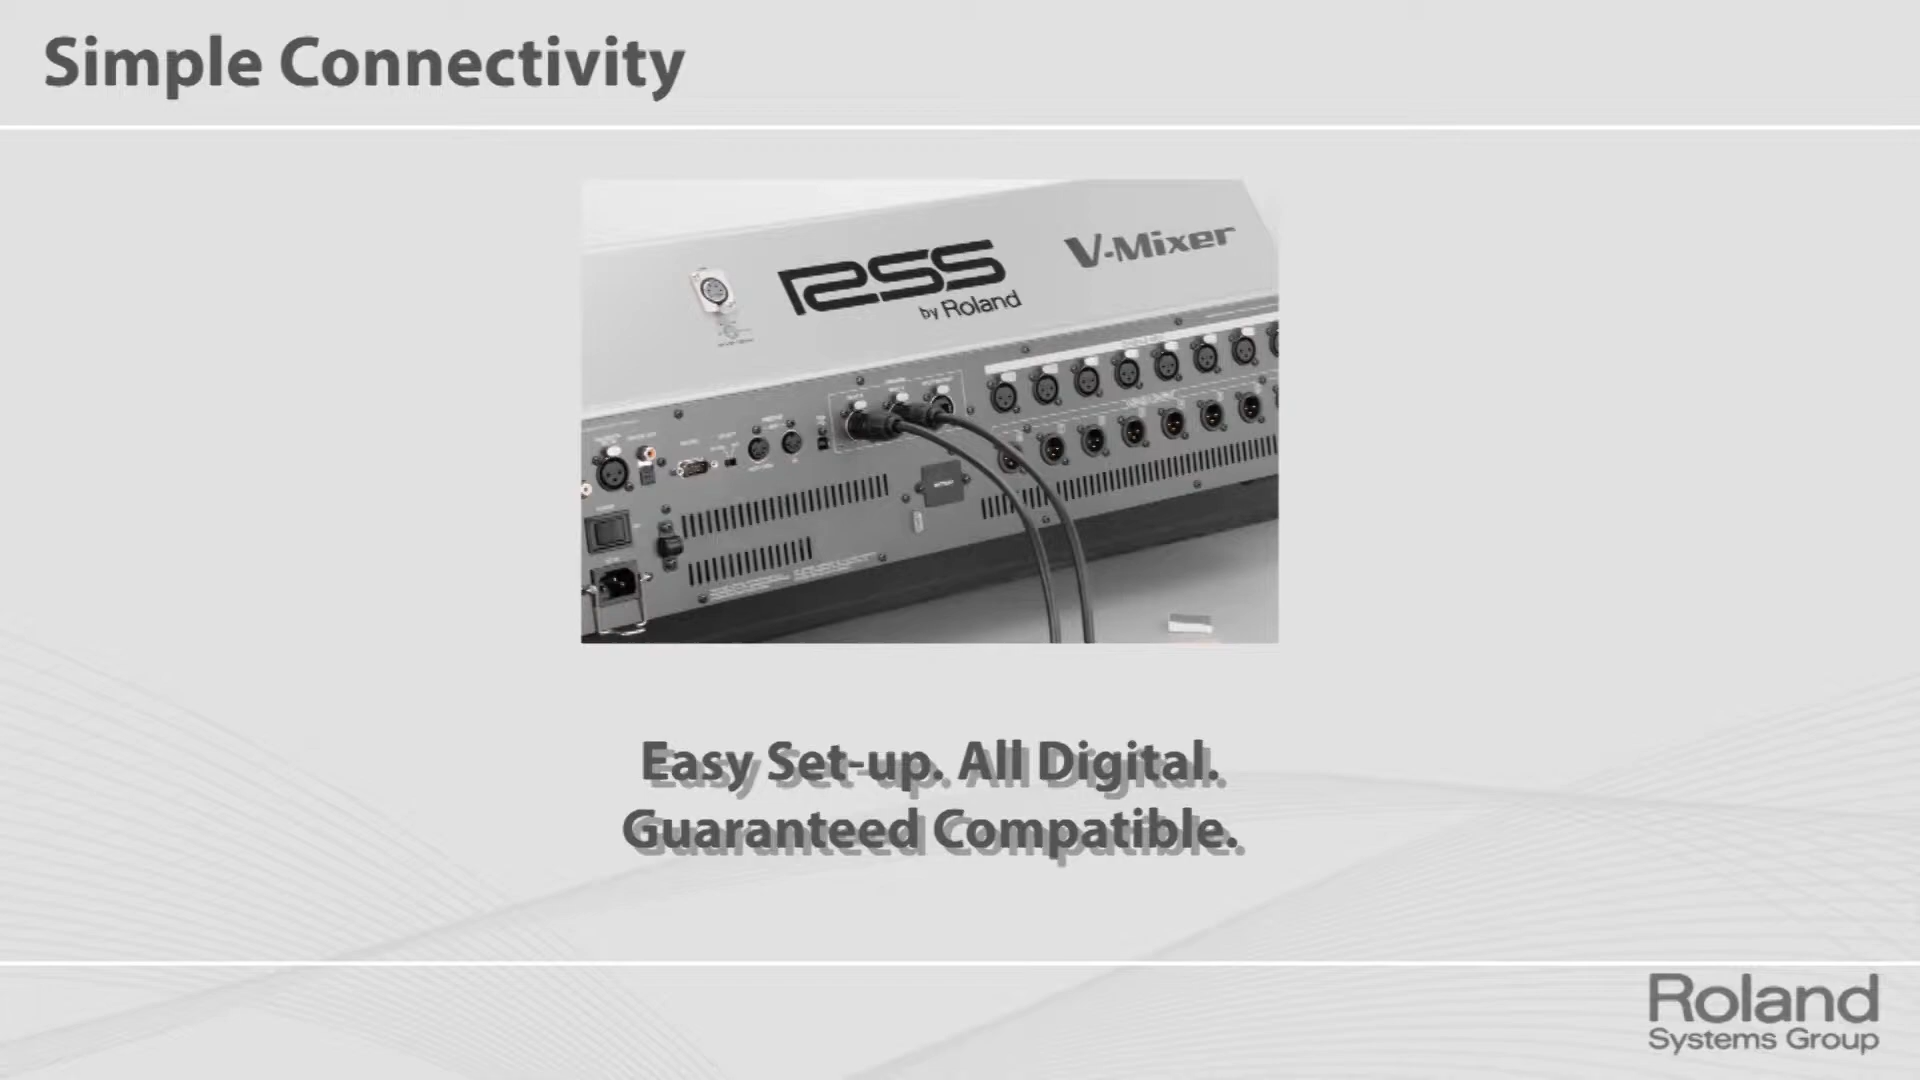 Simple Connectivity
RSS
by Roland
V-Mixer
Easy Set-up. All Digital.
Guaranteed Compatible.
Roland
Systems Group